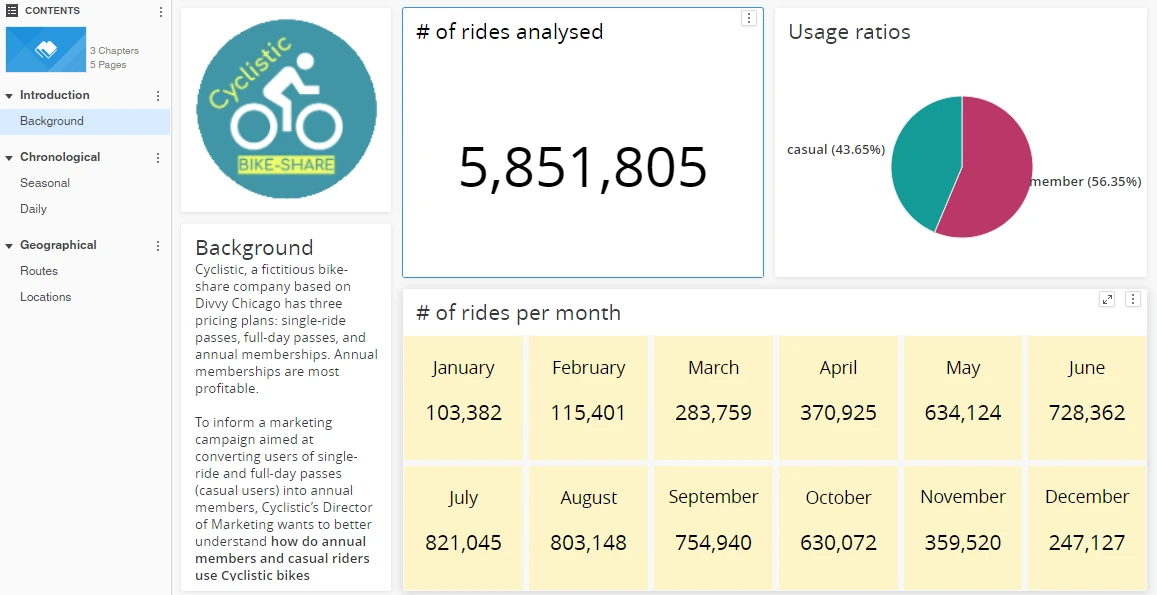 CONTENTS
3 Chapters
5 Pages
Introduction
Background
Chronological
Seasonal
Daily
Geographical
Routes
Locations
Cyclistic
BIKE-SHARE
Background
Cyclistic, a fictitious bike-
share company based on
Divvy Chicago has three
pricing plans: single-ride
passes, full-day passes, and
annual memberships. Annual
memberships are most
profitable.
To inform a marketing
campaign aimed at
converting users of single-
ride and full-day passes
(casual users) into annual
members, Cyclistic's Director
of Marketing wants to better
understand how do annual
members and casual riders
use Cyclistic bikes
# of rides analysed
5,851,805
Usage ratios
casual (43.65%)
member (56.35%)
# of rides per month
January
103,382
February
115,401
March
283,759
April
370,925
May
634,124
June
728,362
July
821,045
August
803,148
September
754,940
October
630,072
November
359,520
December
247,127